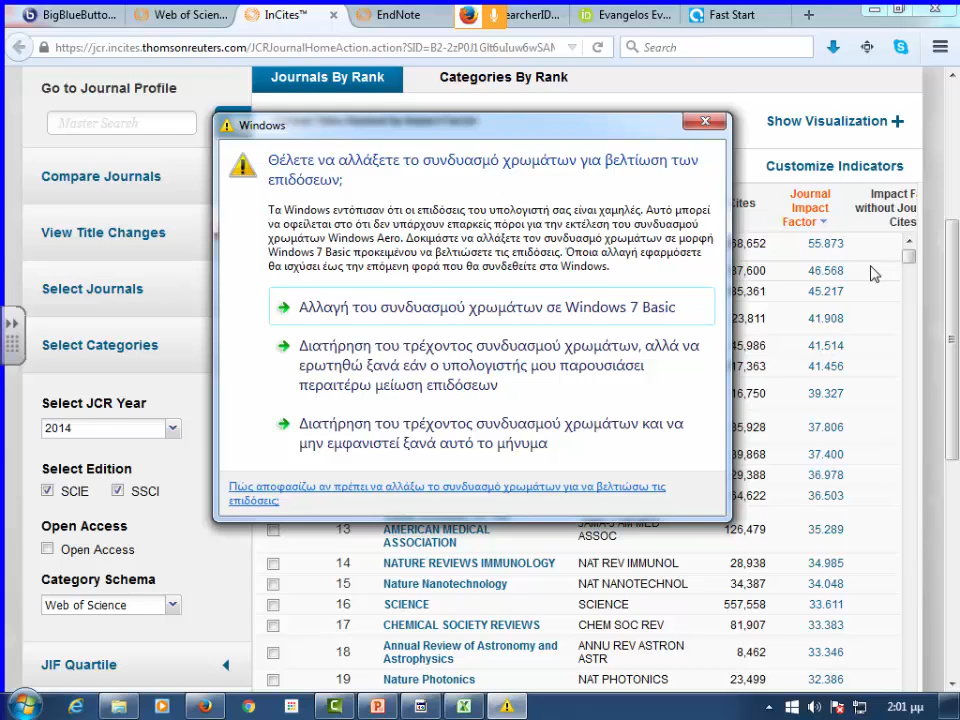 BigBlueButto...
Web of Scien...
InCites™
EndNote
earcherID...
Evangelos Ev...
Fast Start
https://jcr.incites.thomsonreuters.com/JCRJournalHomeAction.action?SID=B2-2zP0J1Glt6uIuw6wSAM
Search
Go to Journal Profile
Journals By Rank
Categories By Rank
Master Search
Show Visualization +
Customize Indicators
Compare Journals
View Title Changes
Select Journals
Select Categories
Select JCR Year
2014
Select Edition
SCIE
SSCI
Open Access
Open Access
Category Schema
Web of Science
JIF Quartile
Windows
Θέλετε να αλλάξετε το συνδυασμό χρωμάτων για βελτίωση των
επιδόσεων;
Τα Windows εντόπισαν ότι οι επιδόσεις του υπολογιστή σας είναι χαμηλές. Αυτό μπορεί
να οφείλεται στο ότι δεν υπάρχουν επαρκείς πόροι για την εκτέλεση του συνδυασμού
χρωμάτων Windows Aero. Δοκιμάστε να αλλάξετε τον συνδυασμό χρωμάτων σε μορφή
Windows 7 Basic προκειμένου να βελτιώσετε τις επιδόσεις. Όποια αλλαγή εφαρμόσετε
θα ισχύσει έως την επόμενη φορά που θα συνδεθείτε στα Windows.
Αλλαγή του συνδυασμού χρωμάτων σε Windows 7 Basic
Διατήρηση του τρέχοντος συνδυασμού χρωμάτων, αλλά να
ερωτηθώ ξανά εάν ο υπολογιστής μου παρουσιάσει
περαιτέρω μείωση επιδόσεων
Διατήρηση του τρέχοντος συνδυασμού χρωμάτων και να
μην εμφανιστεί ξανά αυτό το μήνυμα
Πώς αποφασίζω αν πρέπει να αλλάξω το συνδυασμό χρωμάτων για να βελτιώσω τις
επιδόσεις;
Cites
Journal
Impact
Factor
Impact F
without Jou
Cites
68,652 55.873
37,600 46.568
35,361 45.217
23,811 41.908
41.514
17,363 41.456
16,750 39.327
35,928 37.806
39,868 37.400
29,388 36.978
54,622 36.503
13 AMERICAN MEDICAL ASSOCIATION JAMA-J AM MED ASSOC 126,479 35.289
14 NATURE REVIEWS IMMUNOLOGY NAT REV IMMUNOL 28,938 34.985
15 Nature Nanotechnology NAT NANOTECHNOL 34,387 34.048
16 SCIENCE SCIENCE 557,558 33.611
17 CHEMICAL SOCIETY REVIEWS CHEM SOC REV 81,907 33.383
18 Annual Review of Astronomy and Astrophysics ANNU REV ASTRON ASTR 8,462 33.346
19 Nature Photonics NAT PHOTONICS 23,499 32.386
2:01 μμ